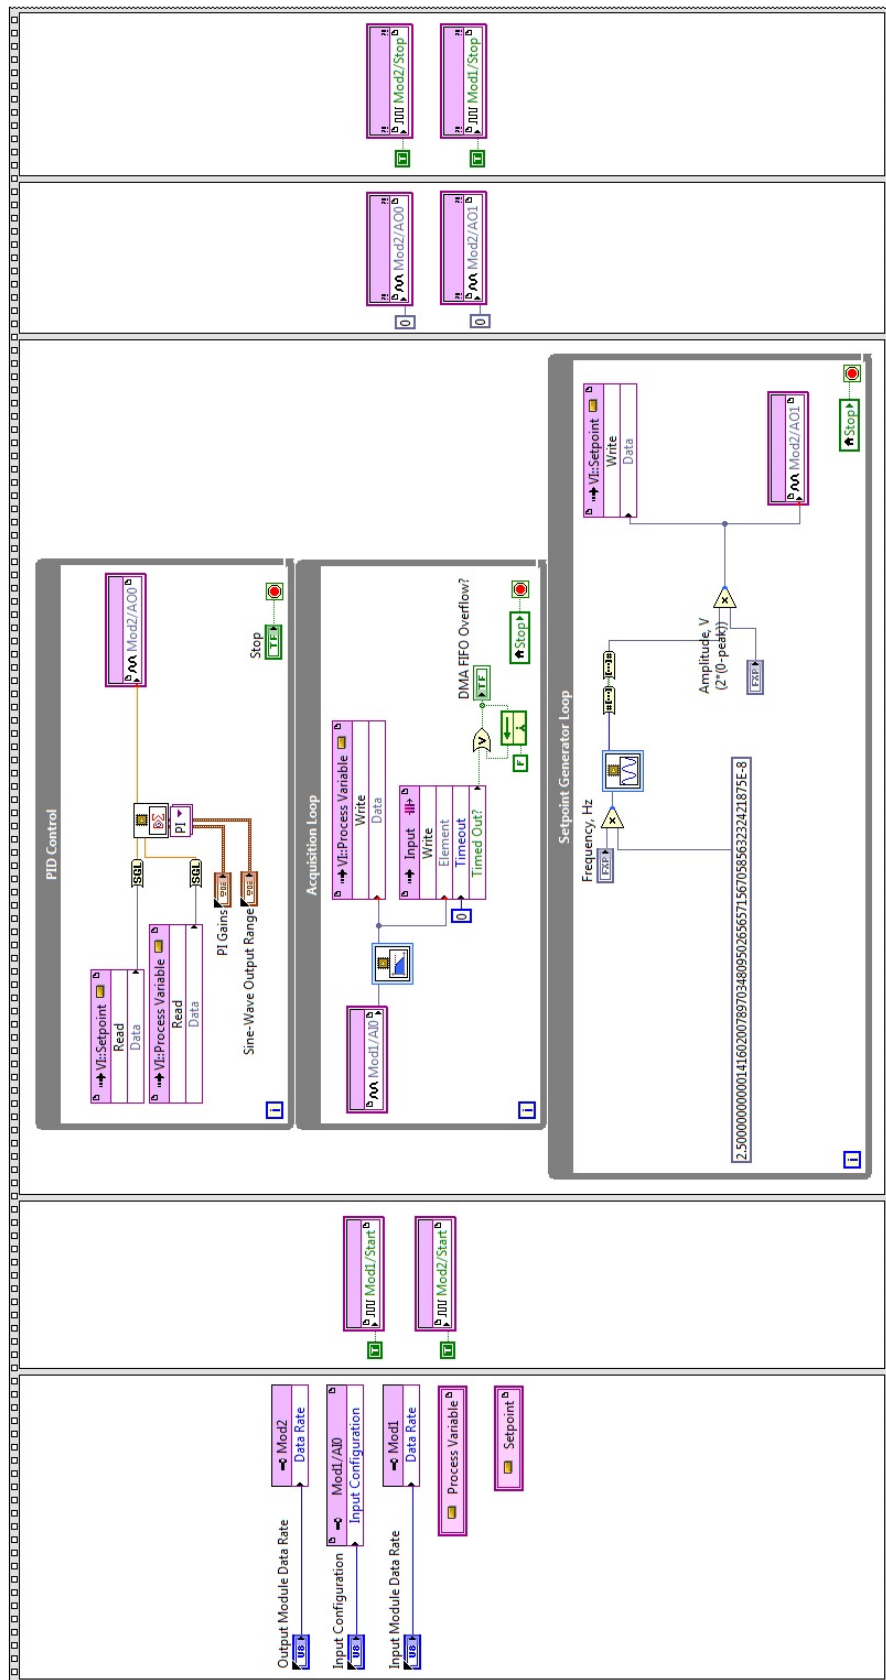 Output Module Data Rate
U8
Mod2
Data Rate
Input Configuration
U8
Mod1/AI0
Input Configuration
Input Module Data Rate
U8
Mod1
Data Rate
Process Variable
Setpoint
T
Mod1/Start
T
Mod2/Start
PID Control
VI::Setpoint
Read
Data
VI::Process Variable
Read
Data
SGL
SGL
PI
PI Gains
Sine-Wave Output Range
Mod2/AO0
Stop
TF
i
Acquisition Loop
Mod1/AI0
VI::Process Variable
Write
Data
Input
Write
Element
Timeout
Timed Out?
0
F
DMA FIFO Overflow?
TF
Stop
i
Setpoint Generator Loop
Frequency, Hz
FXP
2.50000000000141602007897034809502656571567058563232421875E-8
Amplitude, V
(2*(0-peak))
FXP
VI::Setpoint
Write
Data
Mod2/AO1
Stop
i
0
Mod2/AO0
0
Mod2/AO1
T
Mod2/Stop
T
Mod1/Stop